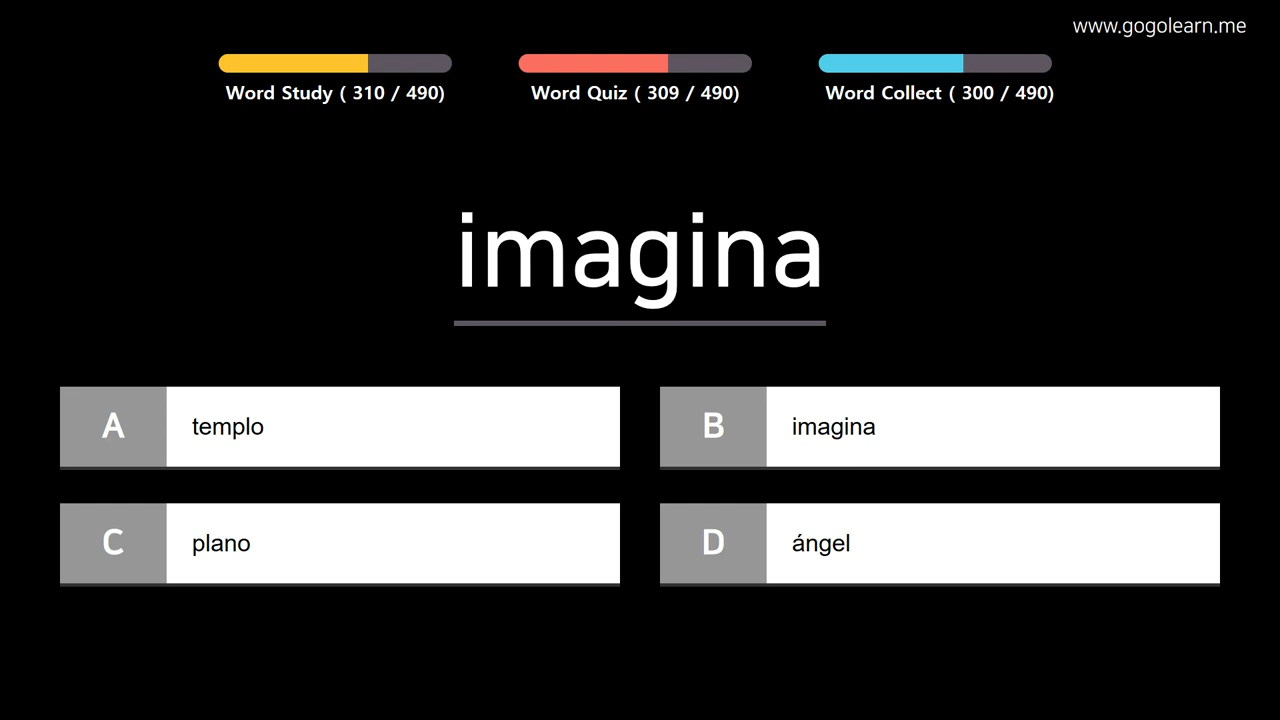 www.gogolearn.me
Word Study ( 310 / 490)
Word Quiz ( 309 / 490)
Word Collect ( 300 / 490)
imagina
A templo
B imagina
C plano
D ángel